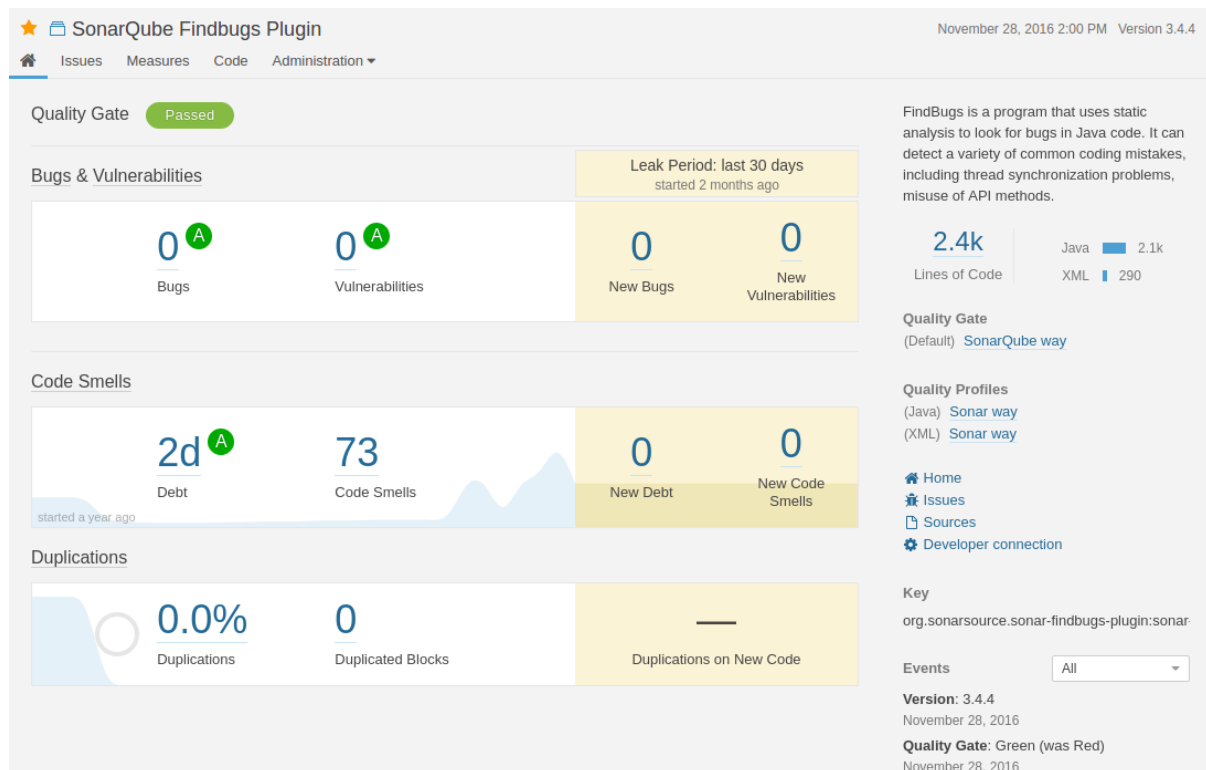 SonarQube Findbugs Plugin
November 28, 2016 2:00 PM Version 3.4.4
Issues Measures Code Administration
Quality Gate Passed
Bugs & Vulnerabilities
Leak Period: last 30 days
started 2 months ago
0 A
Bugs
0 A
Vulnerabilities
0
New Bugs
0
New
Vulnerabilities
Code Smells
2d A
Debt
73
Code Smells
started a year ago
0
New Debt
0
New Code
Smells
Duplications
0.0%
Duplications
0
Duplicated Blocks
—
Duplications on New Code
FindBugs is a program that uses static
analysis to look for bugs in Java code. It can
detect a variety of common coding mistakes,
including thread synchronization problems,
misuse of API methods.
2.4k
Lines of Code
Java 2.1k
XML 290
Quality Gate
(Default) SonarQube way
Quality Profiles
(Java) Sonar way
(XML) Sonar way
Home
Issues
Sources
Developer connection
Key
org.sonarsource.sonar-findbugs-plugin:sonar-
Events All
Version: 3.4.4
November 28, 2016
Quality Gate: Green (was Red)
November 28, 2016